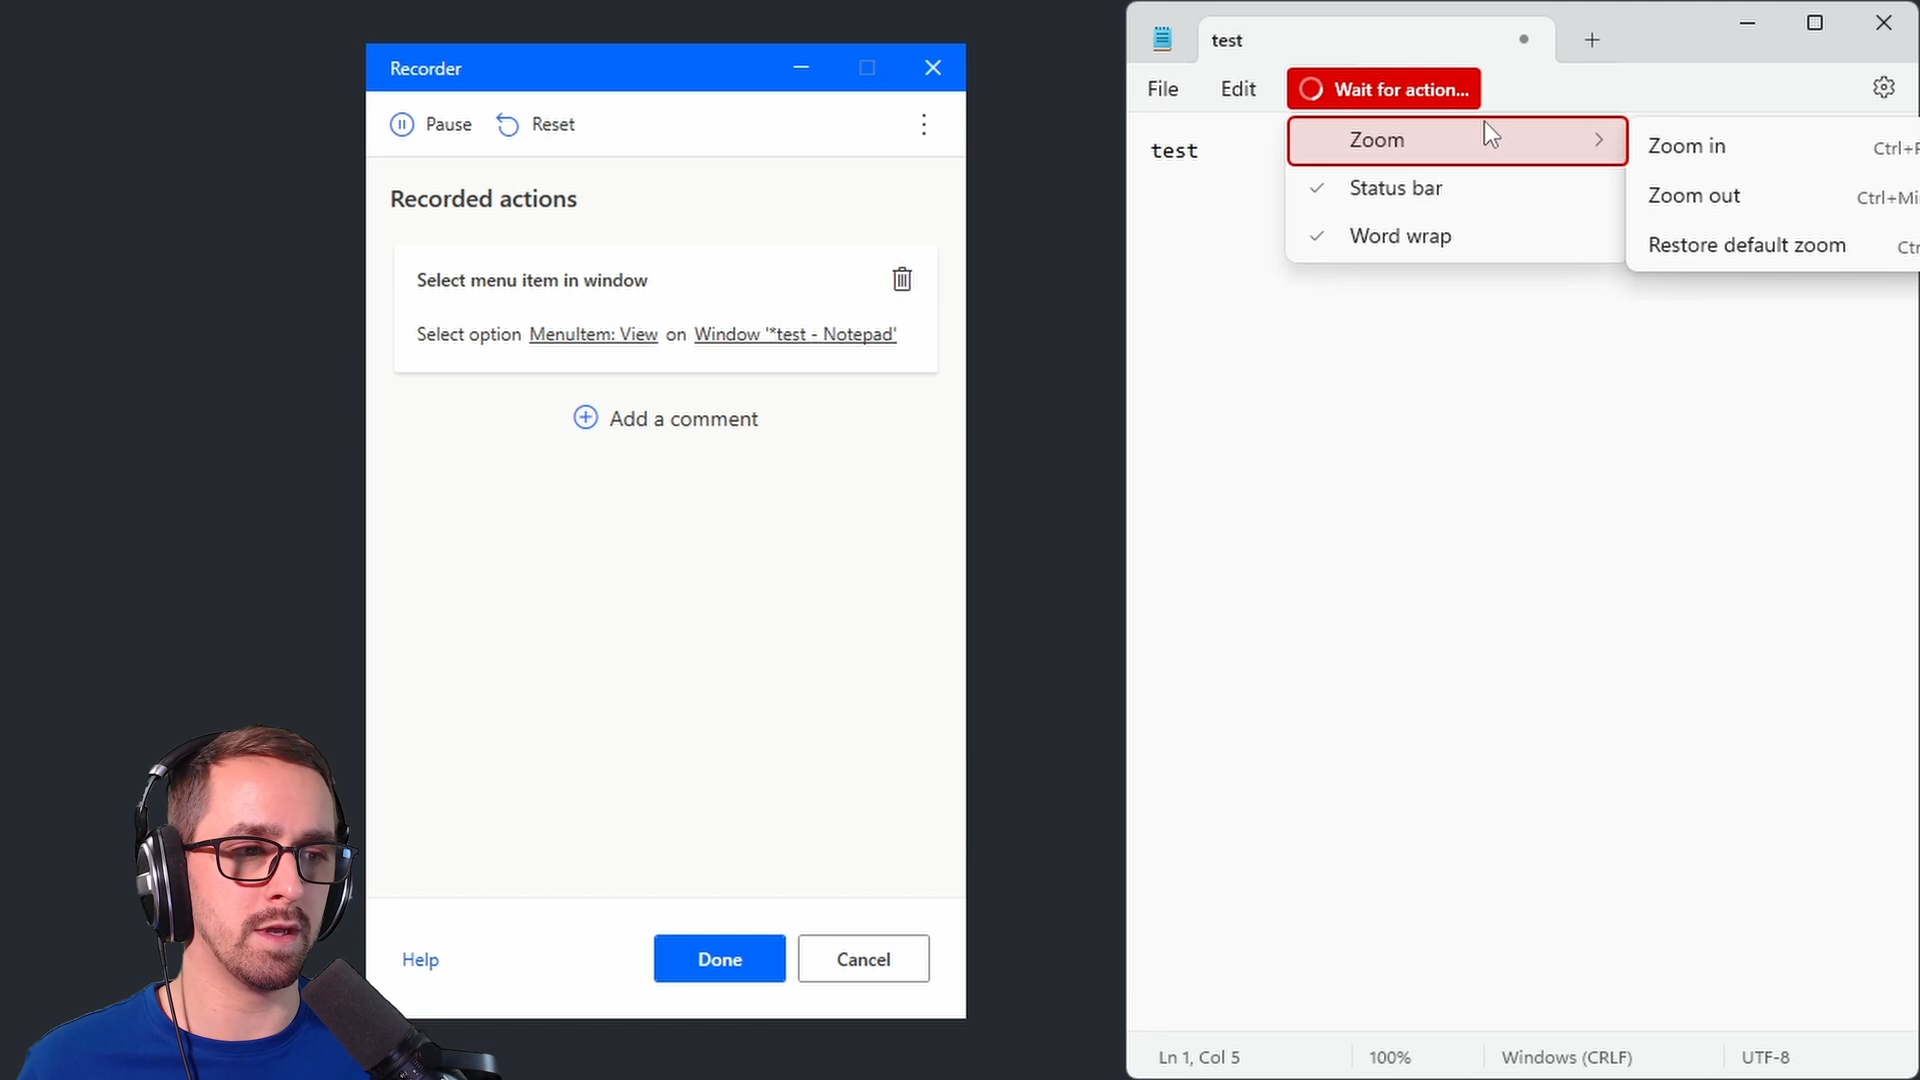 Recorder
Pause Reset
Recorded actions
Select menu item in window
Select option MenuItem: View on Window '*test - Notepad'
Add a comment
Help Done Cancel
test
File Edit Wait for action...
test
Zoom
Status bar
Word wrap
Zoom in
Zoom out Ctrl+Mi
Restore default zoom
Ln 1, Col 5 100% Windows (CRLF) UTF-8